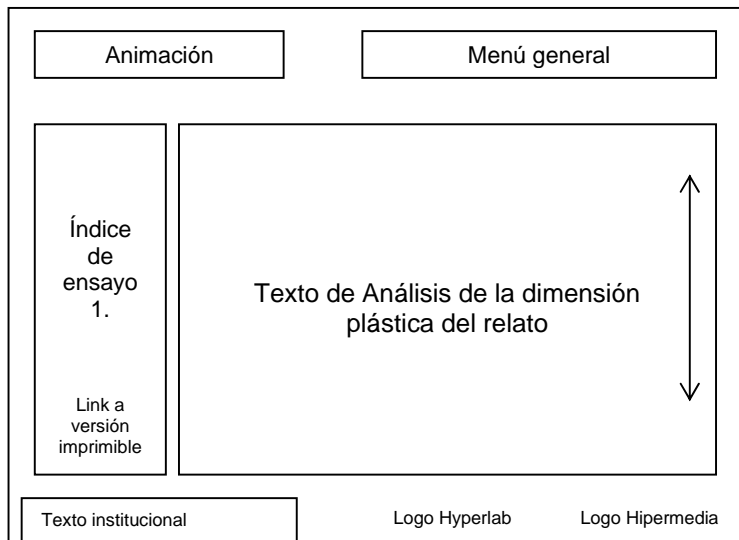 Animación
Menú general
Índice
de
ensayo
1.
Link a
versión
imprimible
Texto de Análisis de la dimensión
plástica del relato
Texto institucional
Logo Hyperlab
Logo Hipermedia